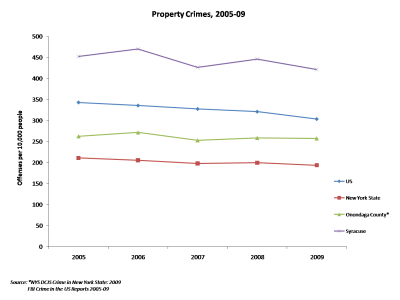 Property Crimes, 2005-09
500
450
400
350
300
250
200
150
100
50
0
Offenses per 10,000 people
2005 2006 2007 2008 2009
US
New York State
Onondaga County*
Syracuse
Source: *NYS DCJS Crime in New York State: 2009
FBI Crime in the US Reports 2005-09